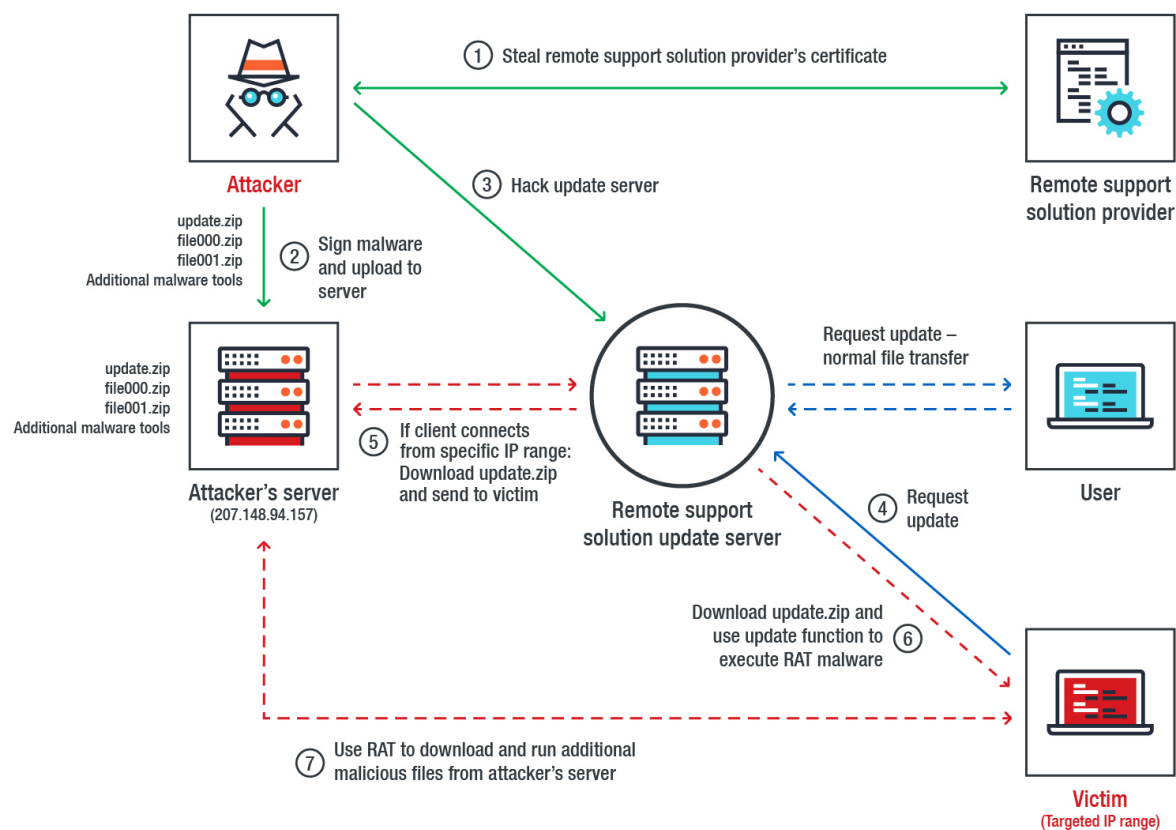 1 Steal remote support solution provider's certificate
Attacker
Remote support
solution provider
3 Hack update server
update.zip
file000.zip
file001.zip
Additional malware tools
2 Sign malware
and upload to
server
update.zip
file000.zip
file001.zip
Additional malware tools
Attacker's server
(207.148.94.157)
5 If client connects
from specific IP range:
Download update.zip
and send to victim
Remote support
solution update server
Request update –
normal file transfer
User
4 Request
update
Download update.zip and
use update function to
execute RAT malware
6
7 Use RAT to download and run additional
malicious files from attacker's server
Victim
(Targeted IP range)